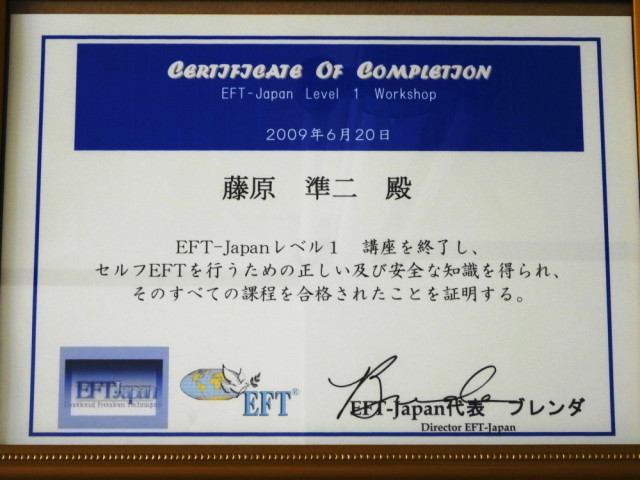 CERTIFICATE OF COMPLETION
EFT-Japan Level 1 Workshop
2009年6月20日
藤原 準二 殿
EFT-Japanレベル1 講座を終了し、
セルフEFTを行うための正しい及び安全な知識を得られ、
そのすべての課程を合格されたことを証明する。
EFT-Japan
Emotional Freedom Techniques
EFT®
EFT-Japan代表 ブレンダ
Director EFT-Japan